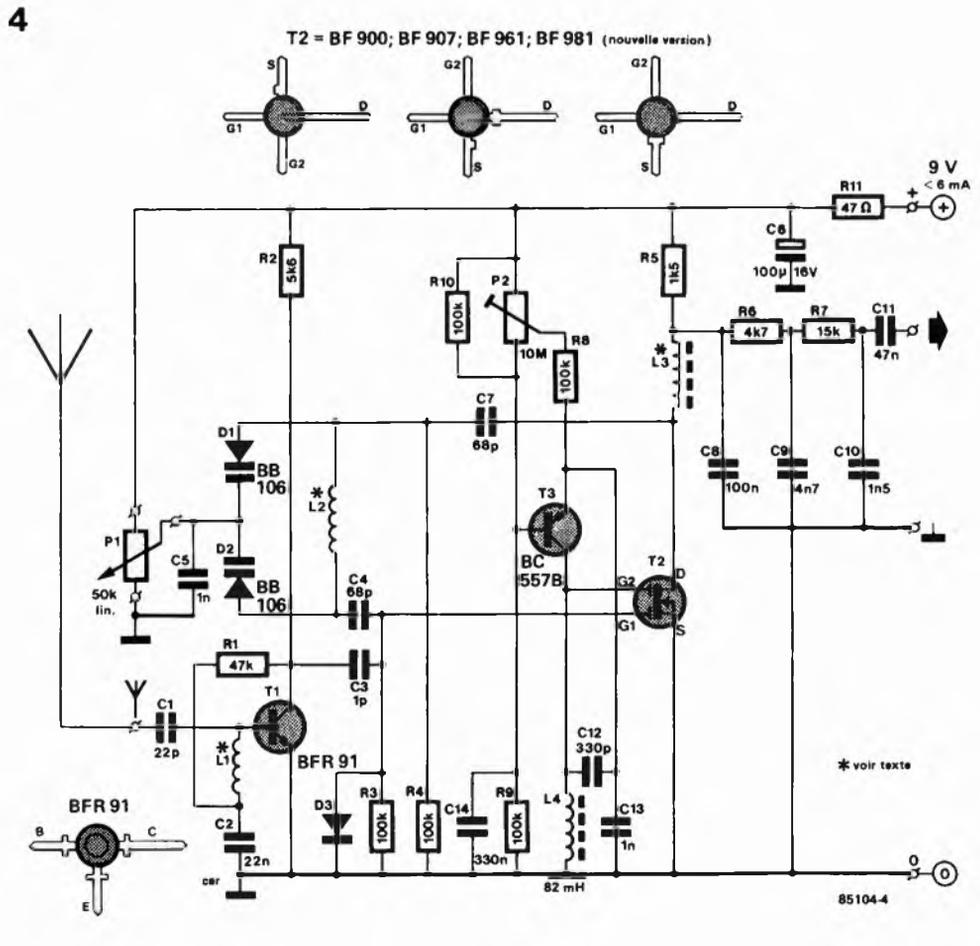 4
T2 = BF 900; BF 907; BF 961; BF 981 (nouvelle version)
S
G1
D
G2
G2
G1
D
S
G2
G1
D
S
9 V
< 6 mA
+
R11
47 Ω
C6
100µ 16V
R2
5k6
R10
100k
P2
10M
R8
100k
R5
1k5
R6
4k7
R7
15k
C11
47n
*
L3
C7
68p
D1
BB
106
*
L2
C8
100n
C9
4n7
C10
1n5
P1
50k
lin.
C5
1n
D2
BB
106
T3
BC
557B
T2
G2
D
G1
S
C4
68p
R1
47k
C3
1p
T1
BFR 91
C1
22p
*
L1
C12
330p
* voir texte
BFR 91
B
C
E
C2
22n
D3
R3
100k
R4
100k
C14
330n
R9
100k
L4
82 mH
C13
1n
0
0
85104-4